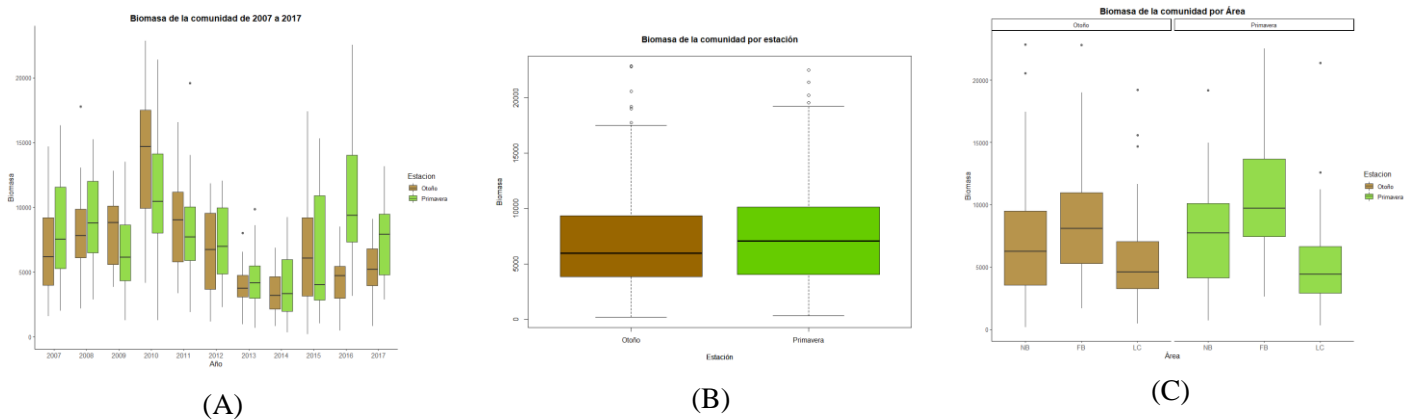 Biomasa de la comunidad de 2007 a 2017
20000
15000
10000
5000
0
Biomasa
2007 2008 2009 2010 2011 2012 2013 2014 2015 2016 2017
Año
Estacion
Otoño
Primavera
(A)
Biomasa de la comunidad por estación
20000
15000
10000
5000
0
Biomasa
Otoño Primavera
Estación
(B)
Biomasa de la comunidad por Área
Otoño Primavera
20000
15000
10000
5000
0
Biomasa
NB FB LC NB FB LC
Área
Estacion
Otoño
Primavera
(C)